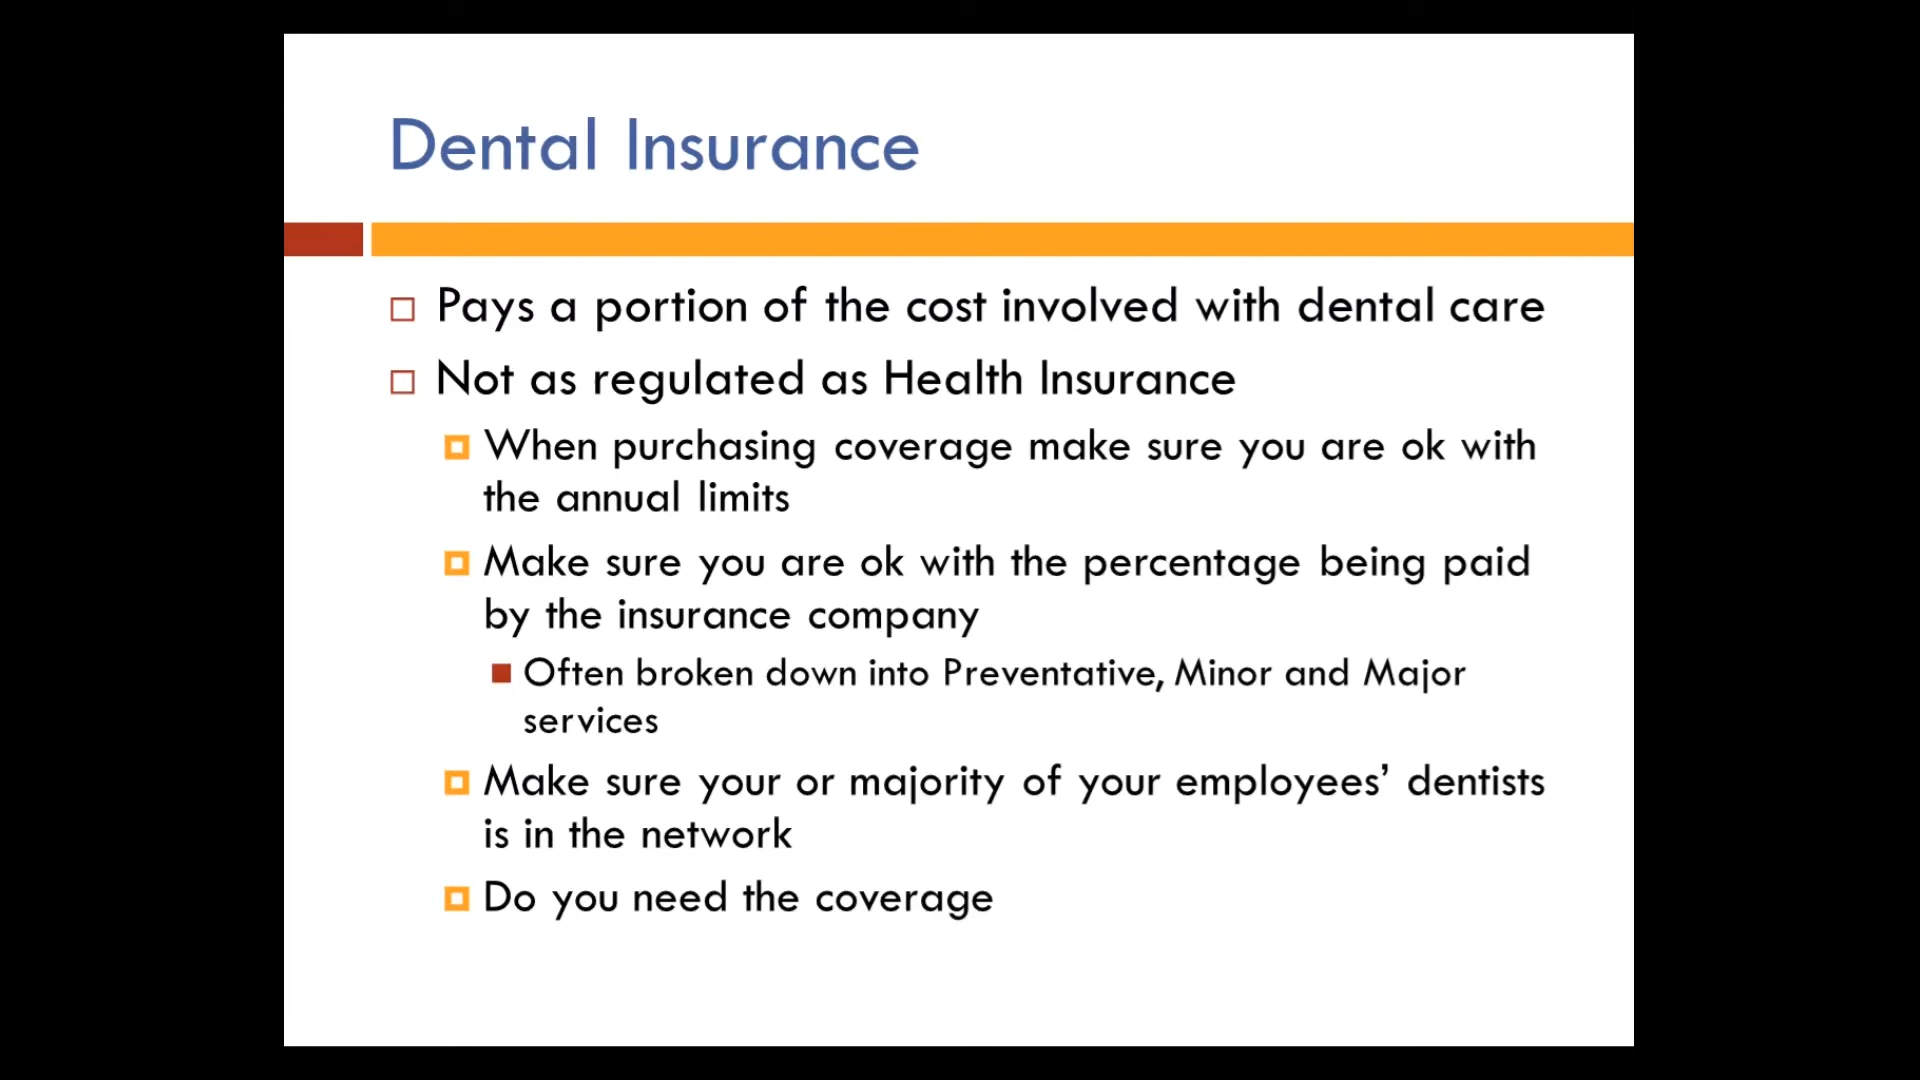 Dental Insurance
Pays a portion of the cost involved with dental care
Not as regulated as Health Insurance
When purchasing coverage make sure you are ok with
the annual limits
Make sure you are ok with the percentage being paid
by the insurance company
Often broken down into Preventative, Minor and Major
services
Make sure your or majority of your employees’ dentists
is in the network
Do you need the coverage